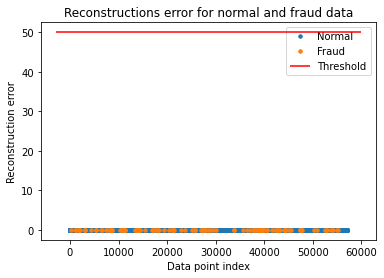 Reconstructions error for normal and fraud data
50
40
30
20
10
0
Reconstruction error
Normal
Fraud
Threshold
0
10000
20000
30000
40000
50000
60000
Data point index